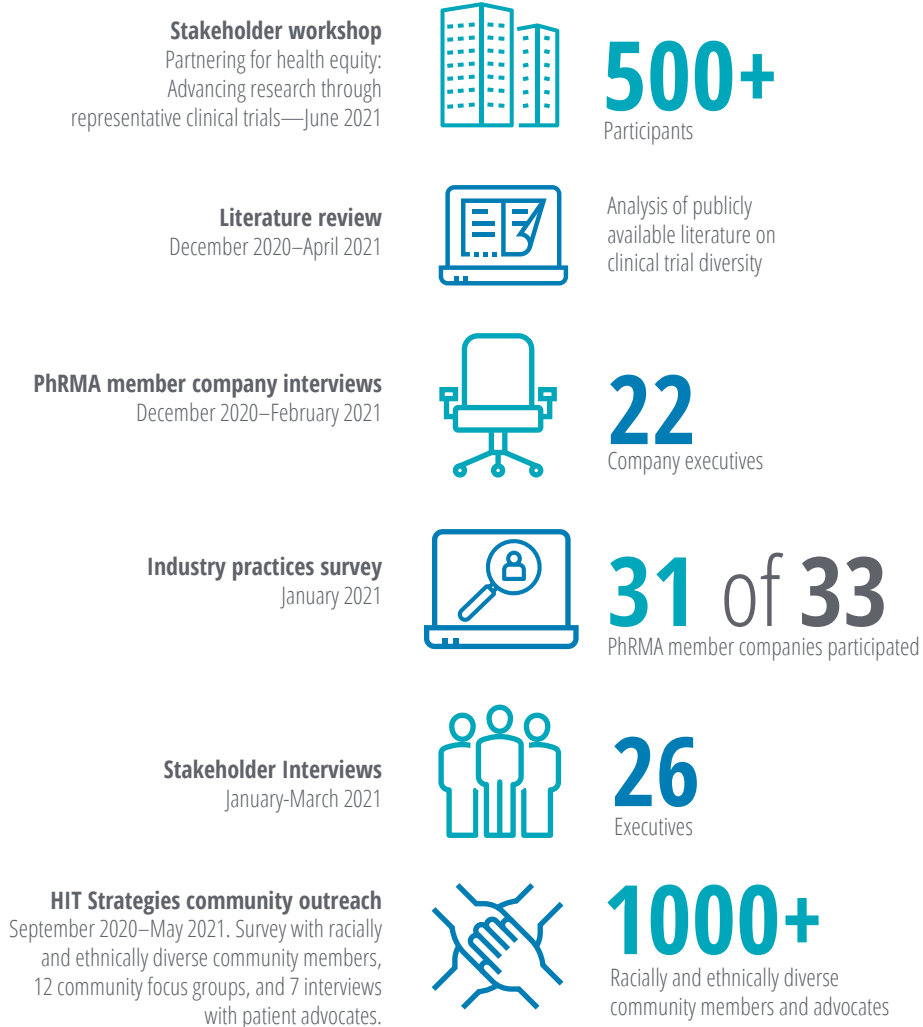 Stakeholder workshop
Partnering for health equity:
Advancing research through
representative clinical trials—June 2021
500+
Participants
Literature review
December 2020–April 2021
Analysis of publicly
available literature on
clinical trial diversity
PhRMA member company interviews
December 2020–February 2021
22
Company executives
Industry practices survey
January 2021
31 of 33
PhRMA member companies participated
Stakeholder Interviews
January-March 2021
26
Executives
HIT Strategies community outreach
September 2020–May 2021. Survey with racially
and ethnically diverse community members,
12 community focus groups, and 7 interviews
with patient advocates.
1000+
Racially and ethnically diverse
community members and advocates